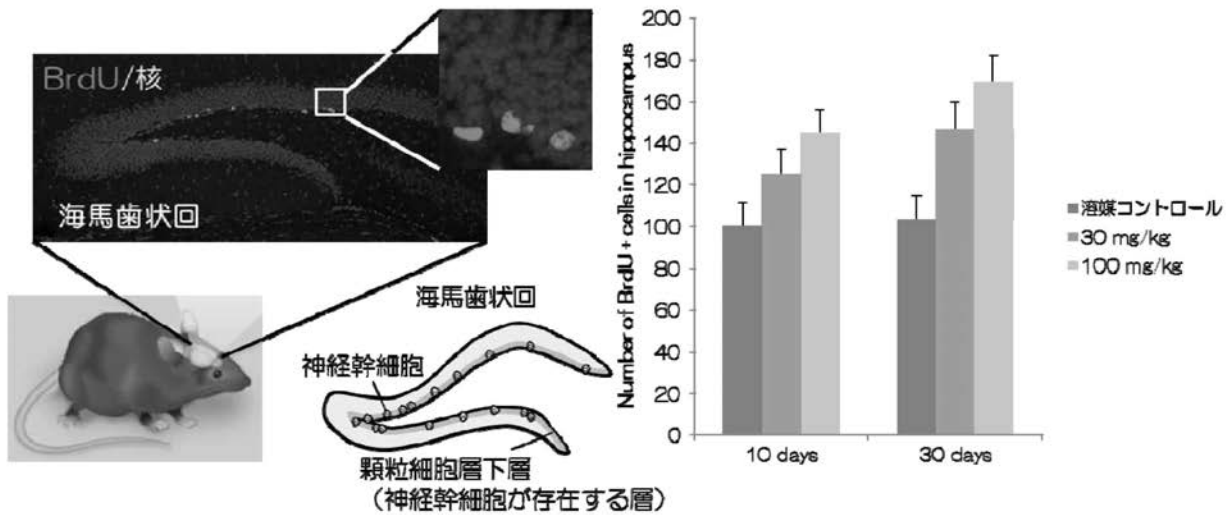 BrdU/核
海馬歯状回
海馬歯状回
神経幹細胞
顆粒細胞層下層
（神経幹細胞が存在する層）
Number of BrdU + cells in hippocampus
200
180
160
140
120
100
80
60
40
20
0
10 days
30 days
溶媒コントロール
30 mg/kg
100 mg/kg